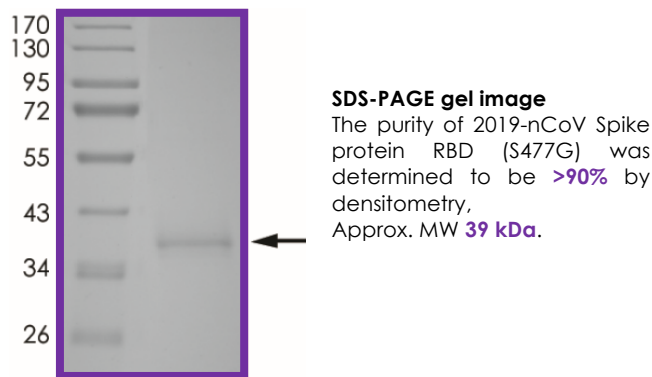 170
130
95
72
55
43
34
26
SDS-PAGE gel image
The purity of 2019-nCoV Spike
protein RBD (S477G) was
determined to be >90% by
densitometry,
Approx. MW 39 kDa.